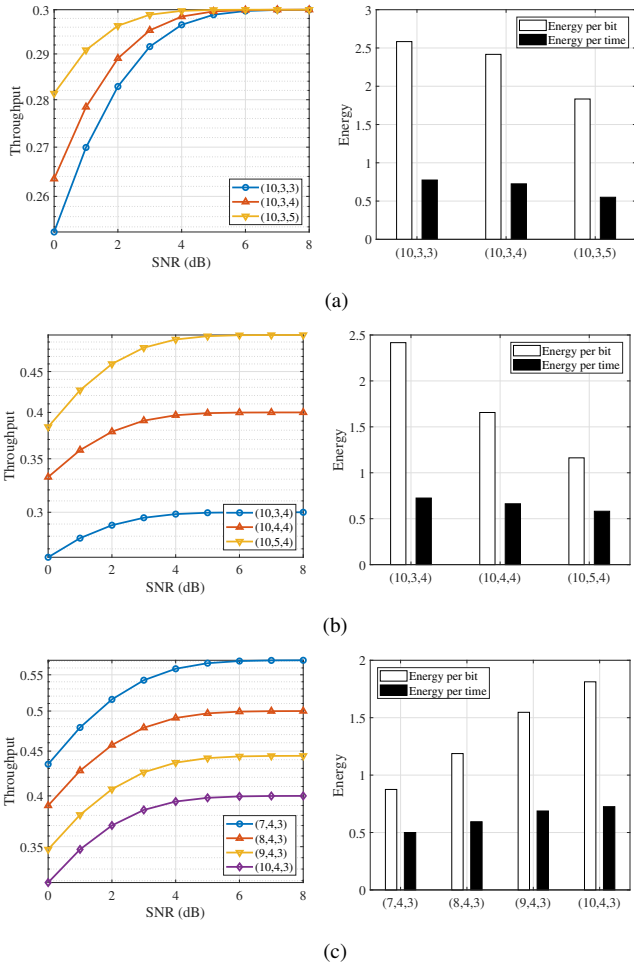 0.3
0.29
0.28
0.26
Throughput
0 2 4 6 8
SNR (dB)
(10,3,3)
(10,3,4)
(10,3,5)
3
2.5
2
1.5
1
0.5
0
Energy
Energy per bit
Energy per time
(10,3,3) (10,3,4) (10,3,5)
(a)
0.45
0.4
0.35
0.3
Throughput
0 2 4 6 8
SNR (dB)
(10,3,4)
(10,4,4)
(10,5,4)
2.5
2
1.5
1
0.5
0
Energy
Energy per bit
Energy per time
(10,3,4) (10,4,4) (10,5,4)
(b)
0.55
0.5
0.45
0.4
0.35
Throughput
0 2 4 6 8
SNR (dB)
(7,4,3)
(8,4,3)
(9,4,3)
(10,4,3)
2
1.5
1
0.5
0
Energy
Energy per bit
Energy per time
(7,4,3) (8,4,3) (9,4,3) (10,4,3)
(c)